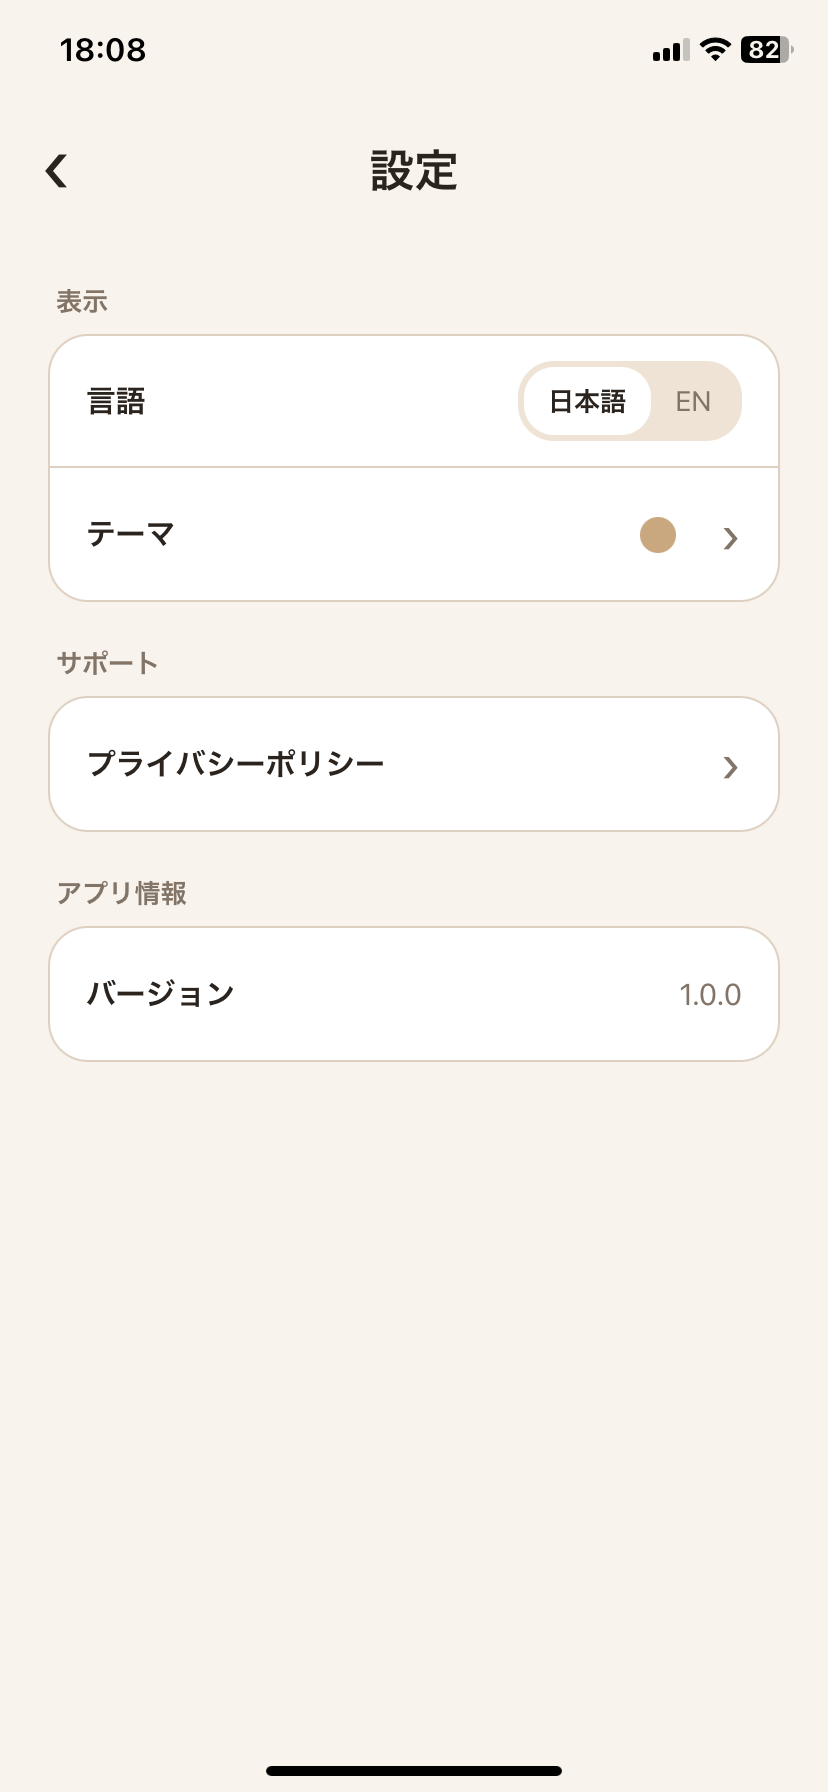 18:08
82
設定
表示
言語
日本語 EN
テーマ
サポート
プライバシーポリシー
アプリ情報
バージョン 1.0.0